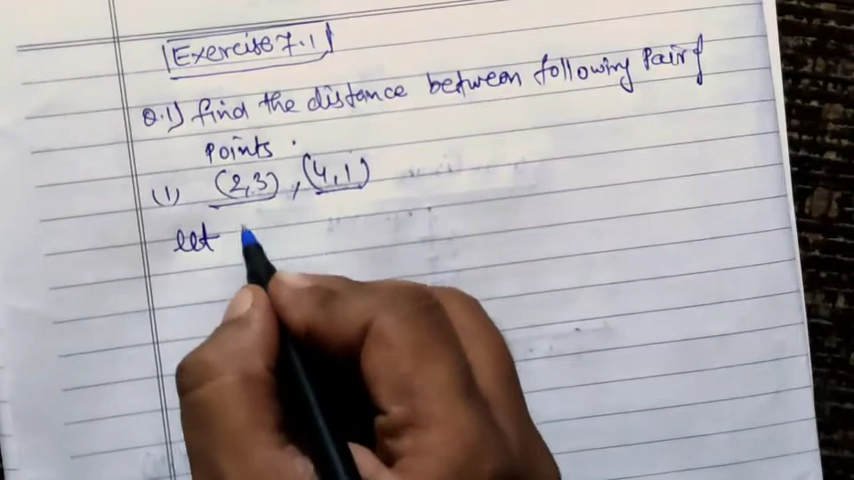 Exercise 7.1
Q.1) find the distance between following Pair of
Points.
(1) (2,3), (4,1)
let